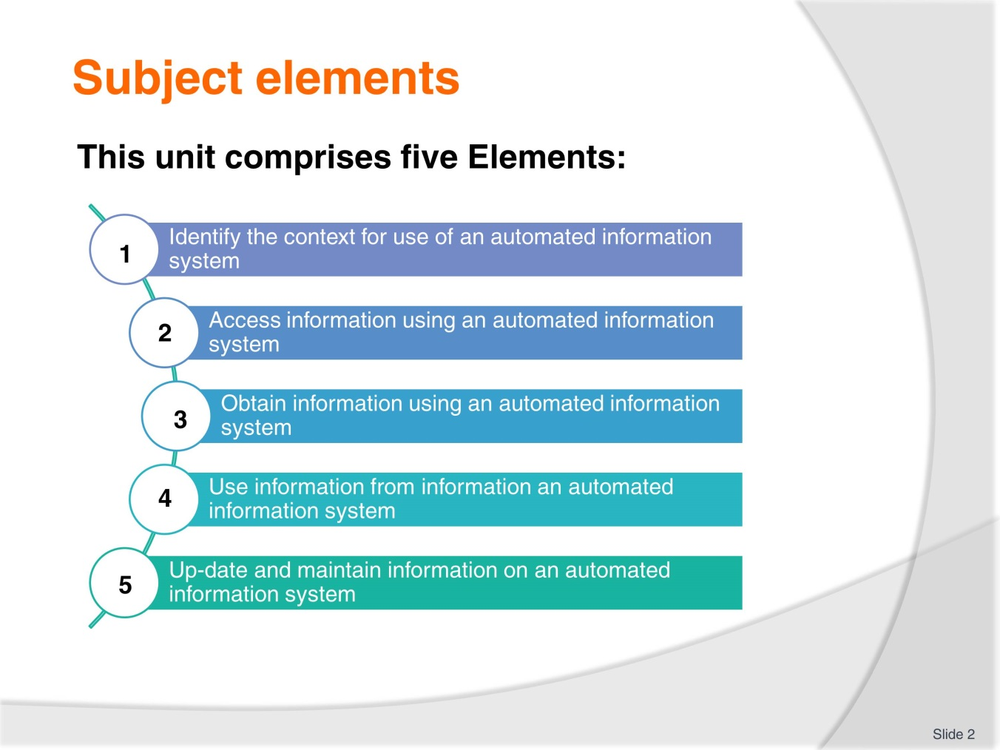 Subject elements
This unit comprises five Elements:
1
Identify the context for use of an automated information
system
2
Access information using an automated information
system
3
Obtain information using an automated information
system
4
Use information from information an automated
information system
5
Up-date and maintain information on an automated
information system
Slide 2